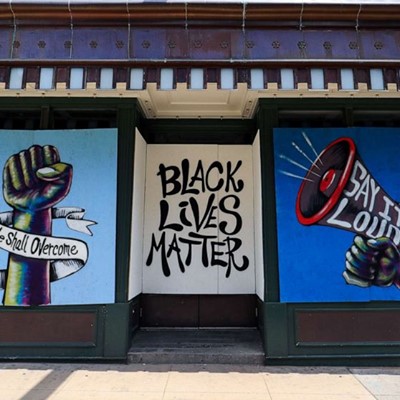 We Shall Overcome
BLACK
LIVES
MATTER
SAY IT
LOUD